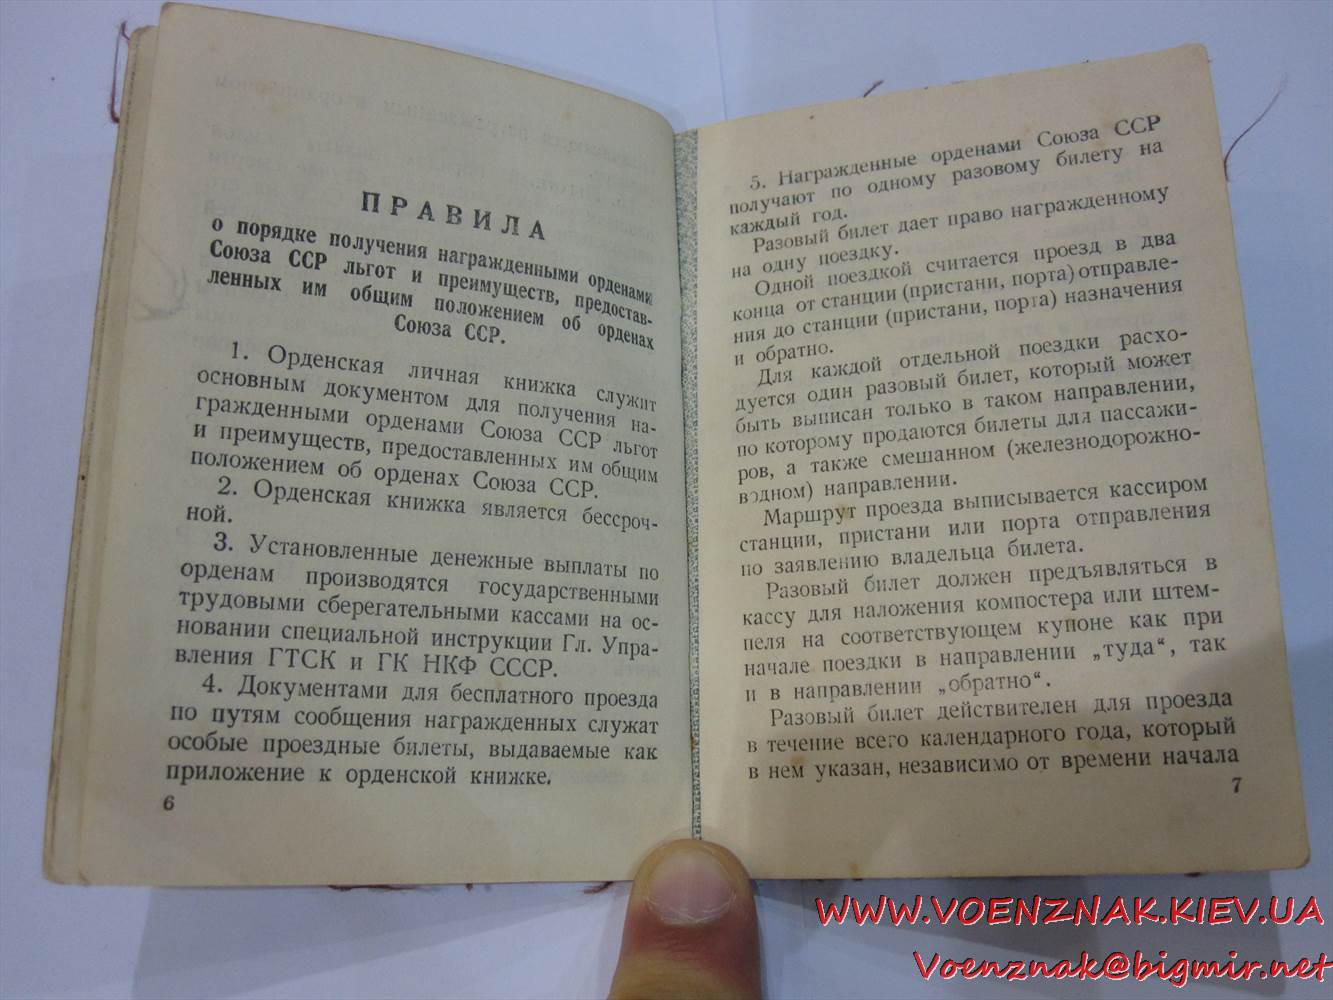 ПРАВИЛА
о порядке получения награжденными орденами
Союза ССР льгот и преимуществ, предостав-
ленных им общим положением об орденах
Союза ССР.
1. Орденская личная книжка служит
основным документом для получения на-
гражденными орденами Союза ССР льгот
и преимуществ, предоставленных им общим
положением об орденах Союза ССР.
2. Орденская книжка является бессроч-
ной.
3. Установленные денежные выплаты по
орденам производятся государственными
трудовыми сберегательными кассами на ос-
новании специальной инструкции Гл. Упра-
вления ГТСК и ГК НКФ СССР.
4. Документами для бесплатного проезда
по путям сообщения награжденных служат
особые проездные билеты, выдаваемые как
приложение к орденской книжке.
6
5. Награжденные орденами Союза ССР
получают по одному разовому билету на
каждый год.
Разовый билет дает право награжденному
на одну поездку.
Одной поездкой считается проезд в два
конца от станции (пристани, порта) отправле-
ния до станции (пристани, порта) назначения
и обратно.
Для каждой отдельной поездки расхо-
дуется один разовый билет, который может
быть выписан только в таком направлении,
по которому продаются билеты для пассажи-
ров, а также смешанном (железнодорожно-
водном) направлении.
Маршрут проезда выписывается кассиром
станции, пристани или порта отправления
по заявлению владельца билета.
Разовый билет должен предъявляться в
кассу для наложения компостера или штем-
пеля на соответствующем купоне как при
начале поездки в направлении „туда“, так
и в направлении „обратно“.
Разовый билет действителен для проезда
в течение всего календарного года, который
в нем указан, независимо от времени начала
7
WWW.VOENZNAK.KIEV.UA
Voenznak@bigmir.net